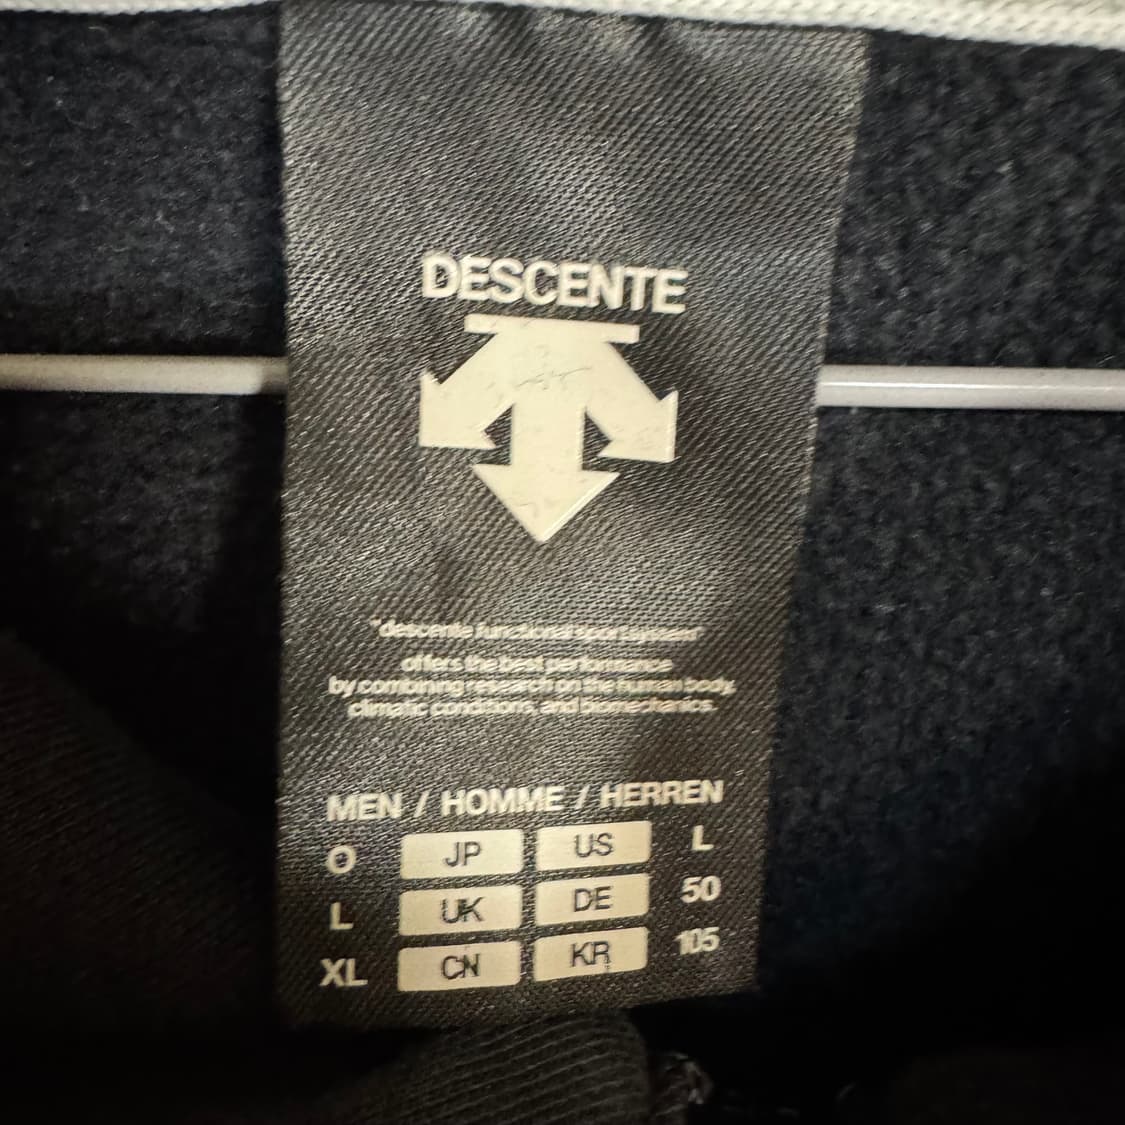 DESCENTE
"descente functional sport system"
offers the best performance
by combining research on the human body,
climatic conditions, and biomechanics.
MEN / HOMME / HERREN
O JP US L
L UK DE 50
XL CN KR 105